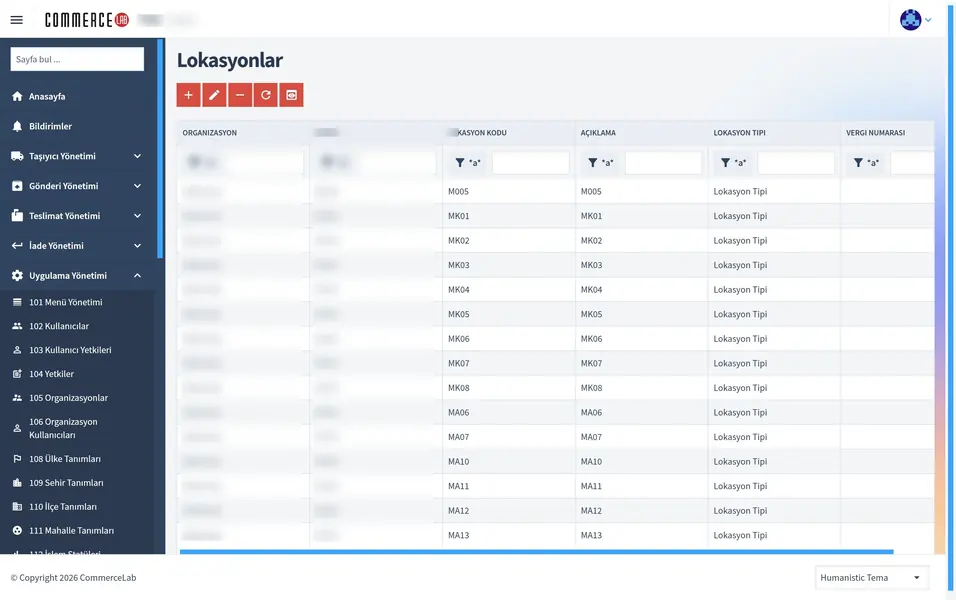 COMMERCE LAB
Sayfa bul ...
Anasayfa
Bildirimler
Taşıyıcı Yönetimi
Gönderi Yönetimi
Teslimat Yönetimi
İade Yönetimi
Uygulama Yönetimi
101 Menü Yönetimi
102 Kullanıcılar
103 Kullanıcı Yetkileri
104 Yetkiler
105 Organizasyonlar
106 Organizasyon
Kullanıcıları
108 Ülke Tanımları
109 Sehir Tanımları
110 İlçe Tanımları
111 Mahalle Tanımları
112 İşlem Statüleri
Lokasyonlar
ORGANIZASYON KASYON KODU AÇIKLAMA LOKASYON TIPI VERGI NUMARASI
*a* *a* *a* *a*
M005 M005 Lokasyon Tipi
MK01 MK01 Lokasyon Tipi
MK02 MK02 Lokasyon Tipi
MK03 MK03 Lokasyon Tipi
MK04 MK04 Lokasyon Tipi
MK05 MK05 Lokasyon Tipi
MK06 MK06 Lokasyon Tipi
MK07 MK07 Lokasyon Tipi
MK08 MK08 Lokasyon Tipi
MA06 MA06 Lokasyon Tipi
MA07 MA07 Lokasyon Tipi
MA10 MA10 Lokasyon Tipi
MA11 MA11 Lokasyon Tipi
MA12 MA12 Lokasyon Tipi
MA13 MA13 Lokasyon Tipi
© Copyright 2026 CommerceLab
Humanistic Tema